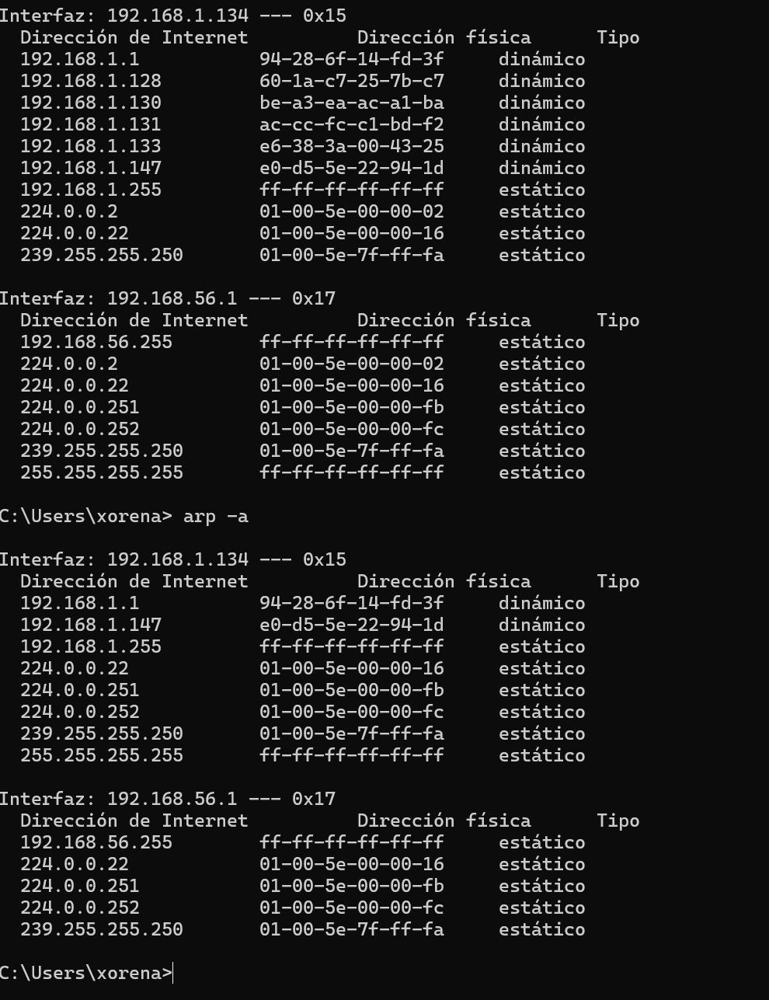 Interfaz: 192.168.1.134 --- 0x15
  Dirección de Internet          Dirección física      Tipo
  192.168.1.1           94-28-6f-14-fd-3f     dinámico
  192.168.1.128         60-1a-c7-25-7b-c7     dinámico
  192.168.1.130         be-a3-ea-ac-a1-ba     dinámico
  192.168.1.131         ac-cc-fc-c1-bd-f2     dinámico
  192.168.1.133         e6-38-3a-00-43-25     dinámico
  192.168.1.147         e0-d5-5e-22-94-1d     dinámico
  192.168.1.255         ff-ff-ff-ff-ff-ff     estático
  224.0.0.2             01-00-5e-00-00-02     estático
  224.0.0.22            01-00-5e-00-00-16     estático
  239.255.255.250       01-00-5e-7f-ff-fa     estático

Interfaz: 192.168.56.1 --- 0x17
  Dirección de Internet          Dirección física      Tipo
  192.168.56.255        ff-ff-ff-ff-ff-ff     estático
  224.0.0.2             01-00-5e-00-00-02     estático
  224.0.0.22            01-00-5e-00-00-16     estático
  224.0.0.251           01-00-5e-00-00-fb     estático
  224.0.0.252           01-00-5e-00-00-fc     estático
  239.255.255.250       01-00-5e-7f-ff-fa     estático
  255.255.255.255       ff-ff-ff-ff-ff-ff     estático

C:\Users\xorena> arp -a

Interfaz: 192.168.1.134 --- 0x15
  Dirección de Internet          Dirección física      Tipo
  192.168.1.1           94-28-6f-14-fd-3f     dinámico
  192.168.1.147         e0-d5-5e-22-94-1d     dinámico
  192.168.1.255         ff-ff-ff-ff-ff-ff     estático
  224.0.0.22            01-00-5e-00-00-16     estático
  224.0.0.251           01-00-5e-00-00-fb     estático
  224.0.0.252           01-00-5e-00-00-fc     estático
  239.255.255.250       01-00-5e-7f-ff-fa     estático
  255.255.255.255       ff-ff-ff-ff-ff-ff     estático

Interfaz: 192.168.56.1 --- 0x17
  Dirección de Internet          Dirección física      Tipo
  192.168.56.255        ff-ff-ff-ff-ff-ff     estático
  224.0.0.22            01-00-5e-00-00-16     estático
  224.0.0.251           01-00-5e-00-00-fb     estático
  224.0.0.252           01-00-5e-00-00-fc     estático
  239.255.255.250       01-00-5e-7f-ff-fa     estático

C:\Users\xorena>